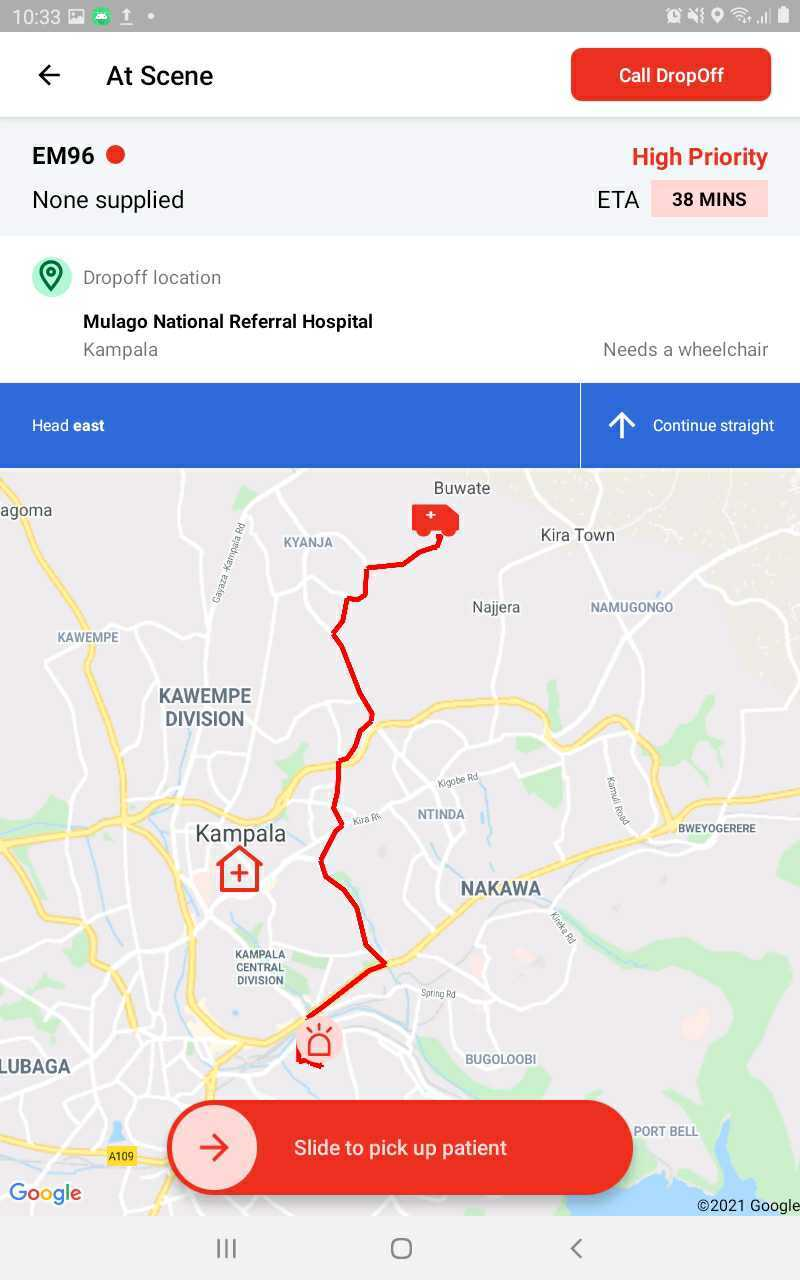 10:33
At Scene
Call DropOff
EM96
High Priority
None supplied
ETA 38 MINS
Dropoff location
Mulago National Referral Hospital
Kampala
Needs a wheelchair
Head east
Continue straight
Buwate
agoma
Kira Town
KYANJA
Gayaza -Kampala Rd
Najjera
NAMUGONGO
KAWEMPE
KAWEMPE
DIVISION
Kigobe Rd
Kamuli Road
Kira
NTINDA
BWEYOGERERE
Kampala
NAKAWA
Kireka Rd
KAMPALA
CENTRAL
DIVISION
Spring Rd
BUGOLOOBI
LUBAGA
PORT BELL
Slide to pick up patient
A109
Google
©2021 Google